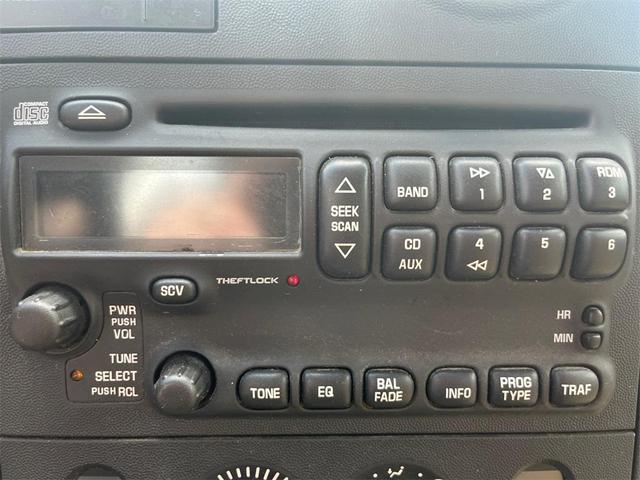 COMPACT
disc
DIGITAL AUDIO
SEEK
SCAN
BAND
1
2
RDM
3
CD
AUX
4
5
6
SCV
THEFTLOCK
PWR
PUSH
VOL
HR
MIN
TUNE
SELECT
PUSH RCL
TONE
EQ
BAL
FADE
INFO
PROG
TYPE
TRAF